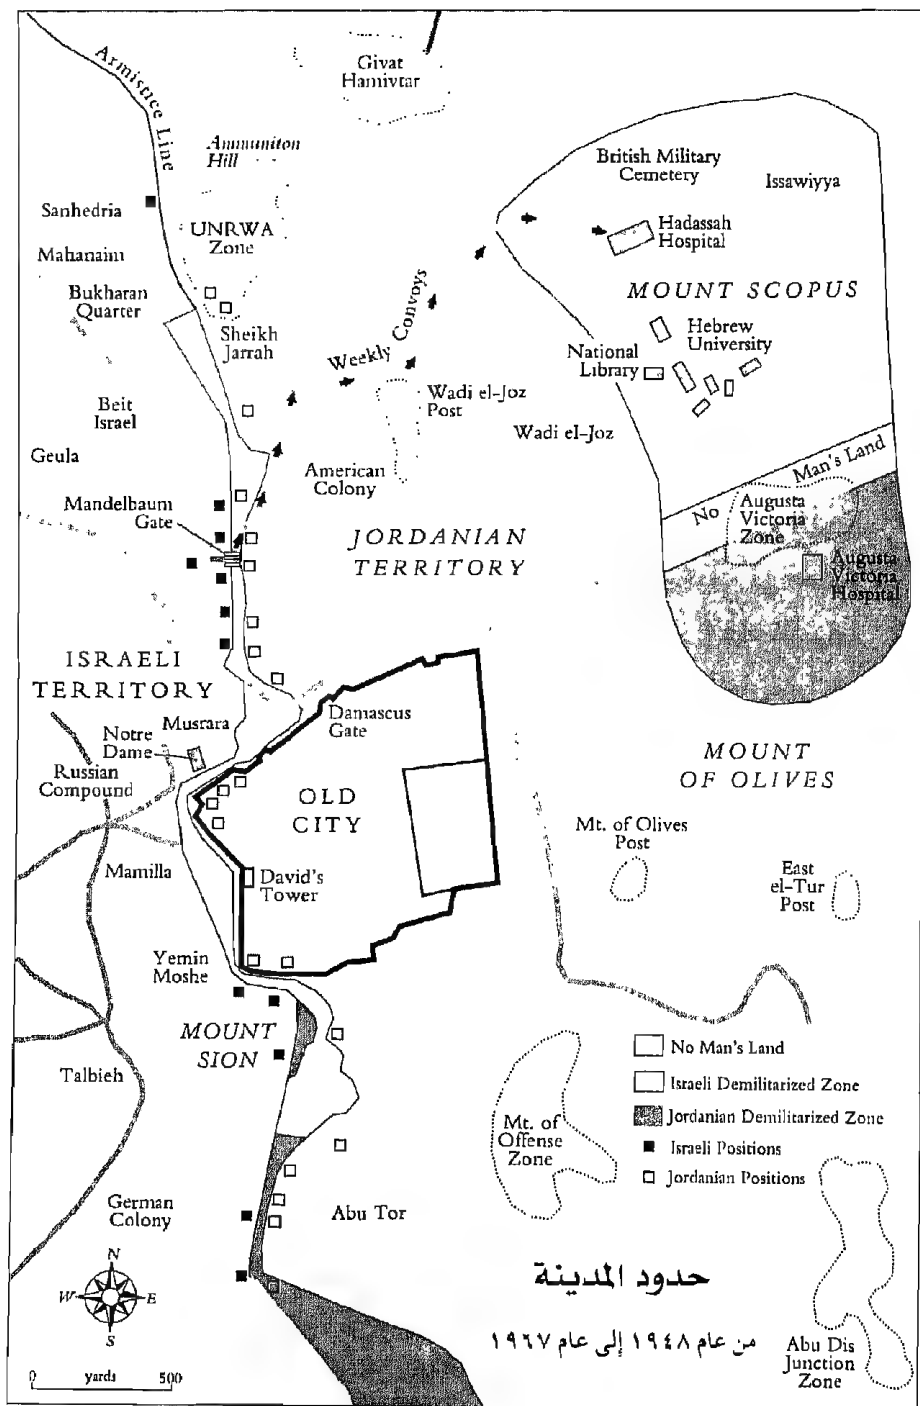 Armistice Line
Givat
Hamivtar
Ammuniton
Hill
British Military
Cemetery
Issawiyya
Sanhedria
UNRWA
Zone
Hadassah
Hospital
Mahanaim
Bukharan
Quarter
MOUNT SCOPUS
Sheikh
Jarrah
Weekly Convoys
Hebrew
University
National
Library
Beit
Israel
Wadi el-Joz
Post
Wadi el-Joz
Geula
American
Colony
No Man's Land
Mandelbaum
Gate
Augusta
Victoria
Zone
JORDANIAN
TERRITORY
Augusta
Victoria
Hospital
ISRAELI
TERRITORY
Damascus
Gate
Musrara
Notre
Dame
Russian
Compound
MOUNT
OF OLIVES
OLD
CITY
Mt. of Olives
Post
Mamilla
David's
Tower
East
el-Tur
Post
Yemin
Moshe
MOUNT
SION
No Man's Land
Israeli Demilitarized Zone
Talbieh
Jordanian Demilitarized Zone
Mt. of
Offense
Zone
Israeli Positions
Jordanian Positions
German
Colony
Abu Tor
N
W E
S
حدود المدينة
من عام ١٩٤٨ إلى عام ١٩٦٧
Abu Dis
Junction
Zone
0 yards 500